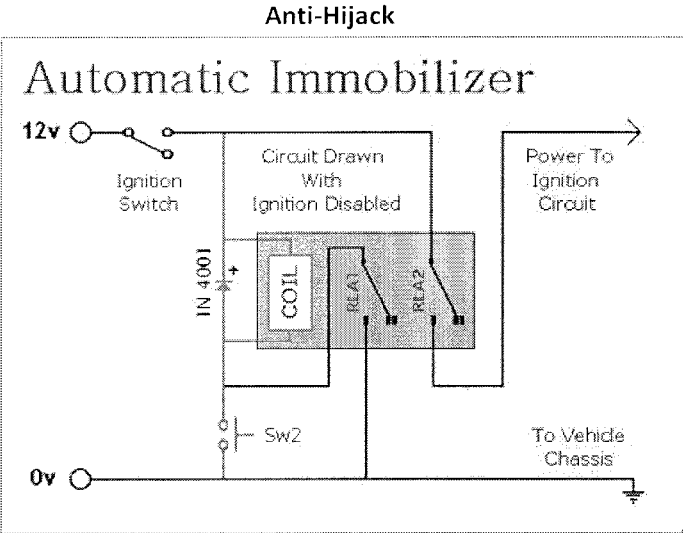 Anti-Hijack
Automatic Immobilizer
12v
Ignition
Switch
Circuit Drawn
With
Ignition Disabled
Power To
Ignition
Circuit
IN 4001
+
COIL
RLA1
RLA2
Sw2
To Vehicle
Chassis
0v